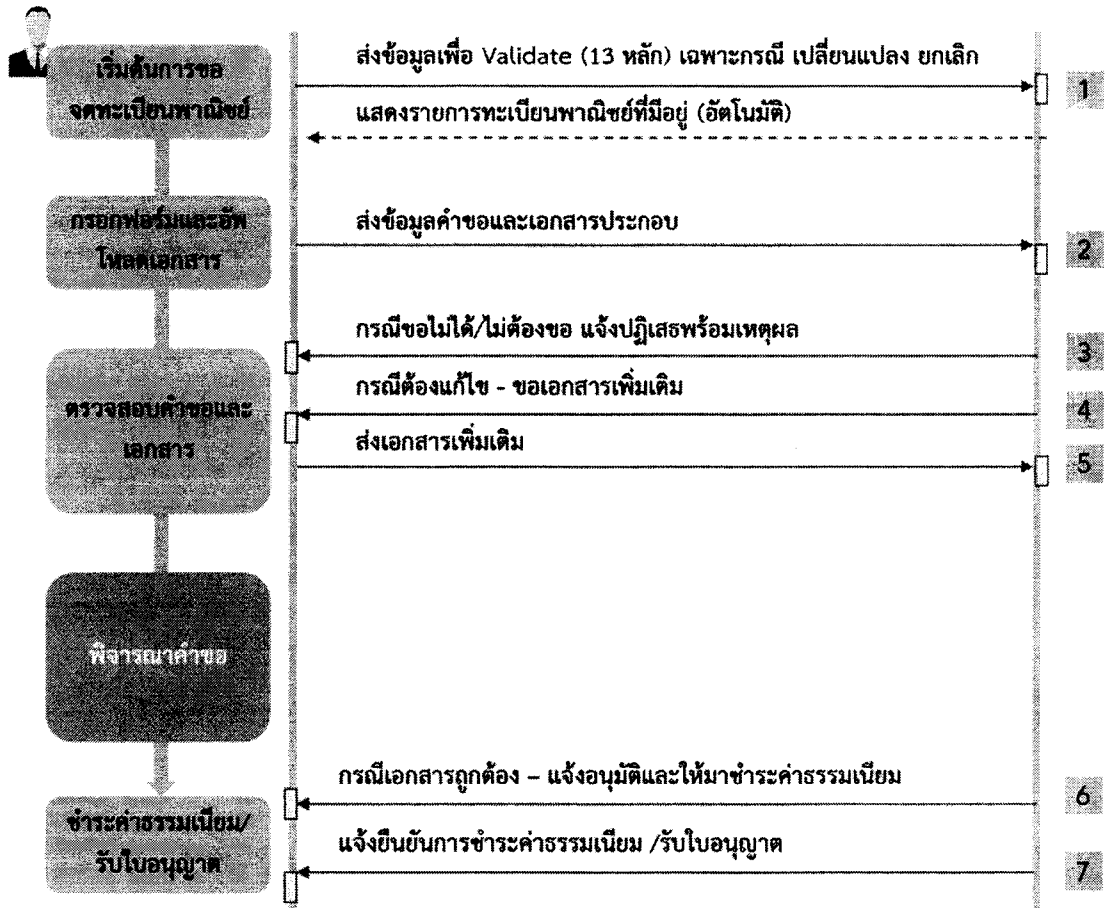 ส่งข้อมูลเพื่อ Validate (13 หลัก) เฉพาะกรณี เปลี่ยนแปลง ยกเลิก
เริ่มต้นการขอ
จดทะเบียนพาณิชย์
1
แสดงรายการทะเบียนพาณิชย์ที่มีอยู่ (อัตโนมัติ)
กรอกฟอร์มและอัพ
โหลดเอกสาร
ส่งข้อมูลคำขอและเอกสารประกอบ
2
กรณีขอไม่ได้/ไม่ต้องขอ แจ้งปฏิเสธพร้อมเหตุผล
3
กรณีต้องแก้ไข - ขอเอกสารเพิ่มเติม
4
ตรวจสอบคำขอและ
เอกสาร
ส่งเอกสารเพิ่มเติม
5
พิจารณาคำขอ
กรณีเอกสารถูกต้อง – แจ้งอนุมัติและให้มาชำระค่าธรรมเนียม
6
ชำระค่าธรรมเนียม/
รับใบอนุญาต
แจ้งยืนยันการชำระค่าธรรมเนียม /รับใบอนุญาต
7